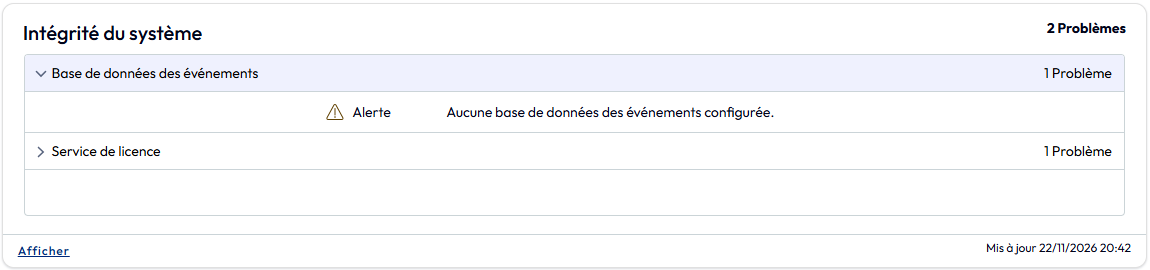 Intégrité du système
2 Problèmes
Base de données des événements
1 Problème
Alerte
Aucune base de données des événements configurée.
Service de licence
1 Problème
Afficher
Mis à jour 22/11/2026 20:42